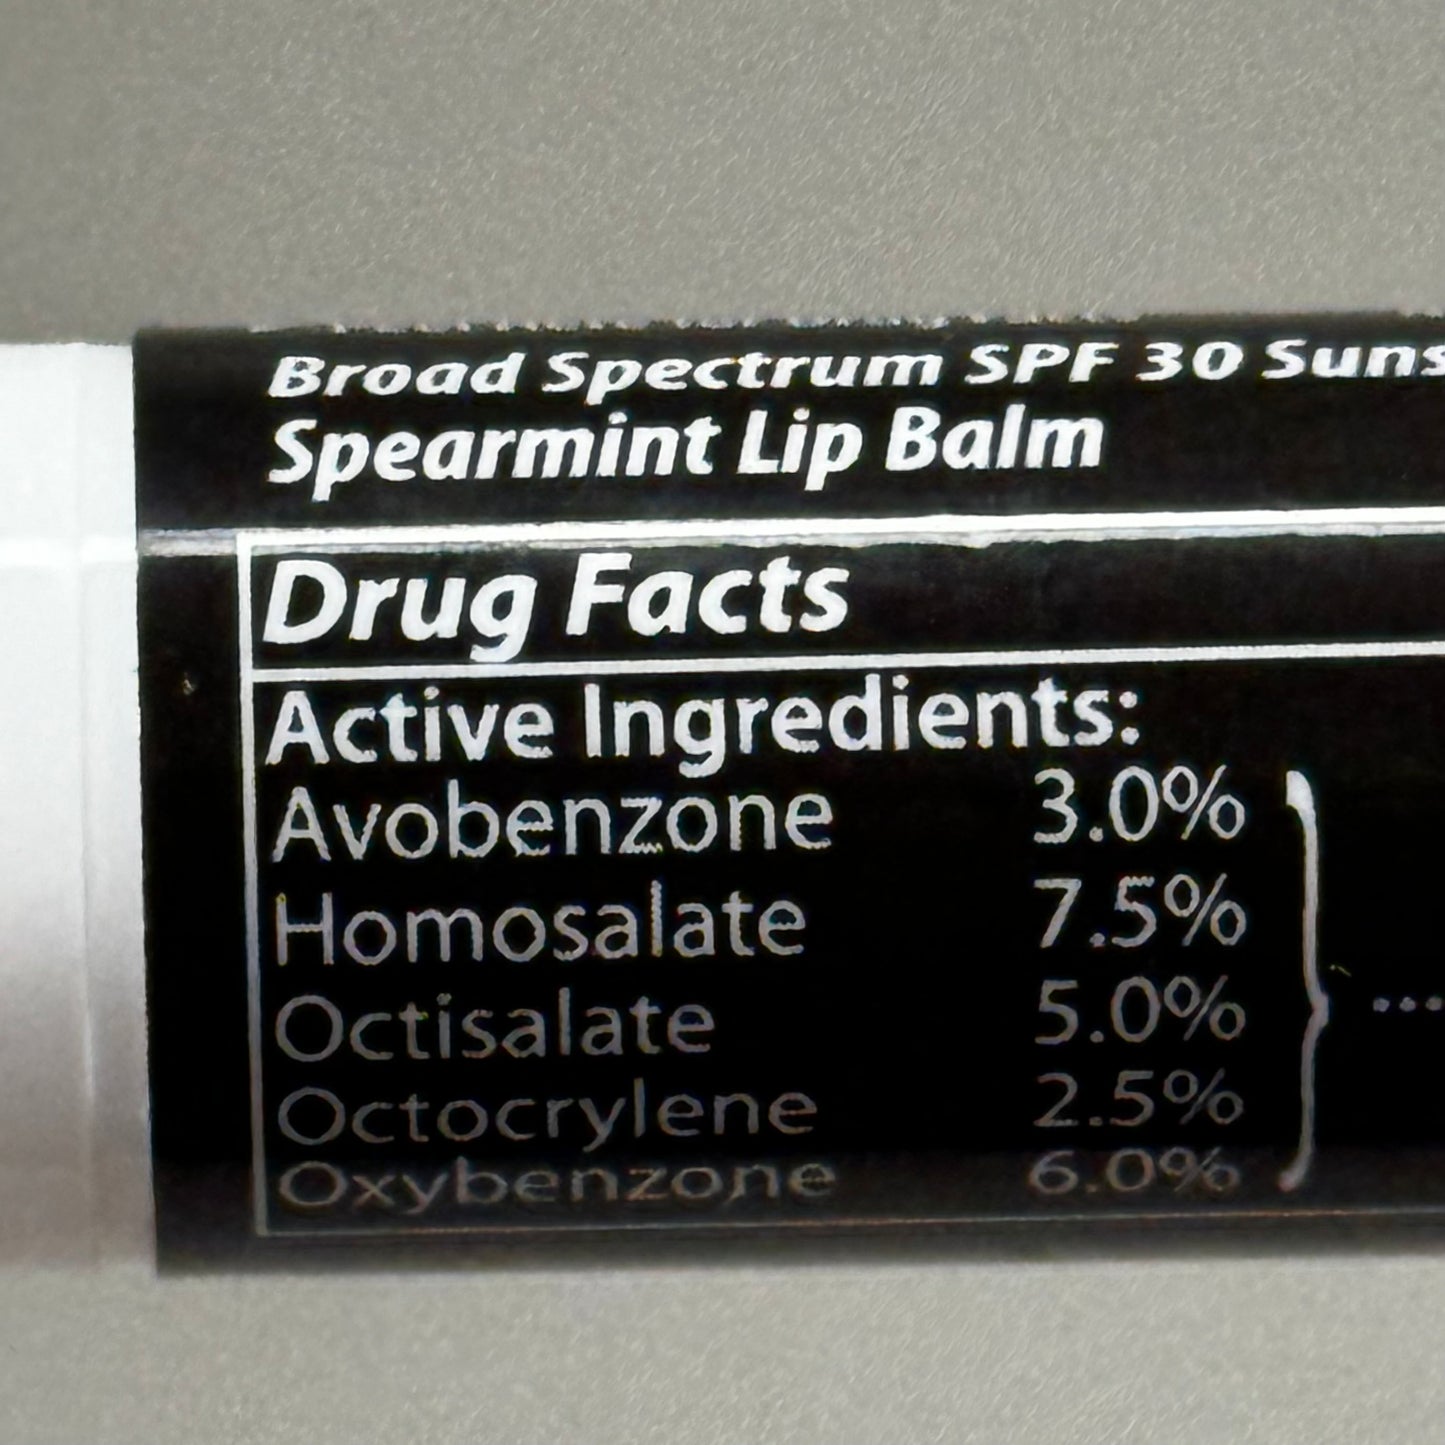 Broad Spectrum SPF 30 Suns
Spearmint Lip Balm
Drug Facts
Active Ingredients:
Avobenzone 3.0%
Homosalate 7.5%
Octisalate 5.0% ...
Octocrylene 2.5%
Oxybenzone 6.0%